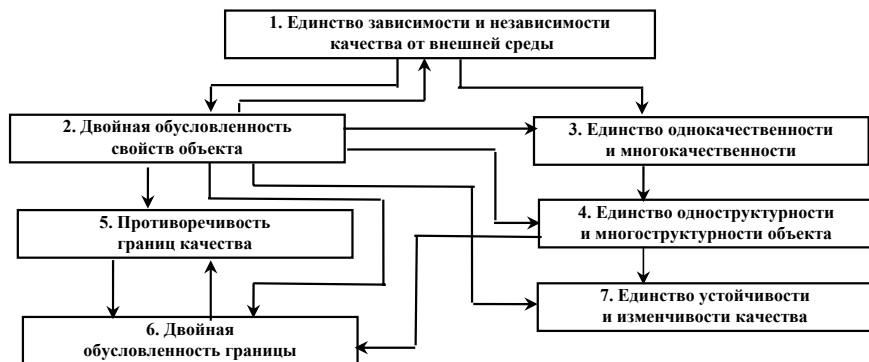 1. Единство зависимости и независимости
качества от внешней среды
2. Двойная обусловленность
свойств объекта
3. Единство однокачественности
и многокачественности
4. Единство одноструктурности
и многоструктурности объекта
5. Противоречивость
границ качества
6. Двойная
обусловленность границы
7. Единство устойчивости
и изменчивости качества